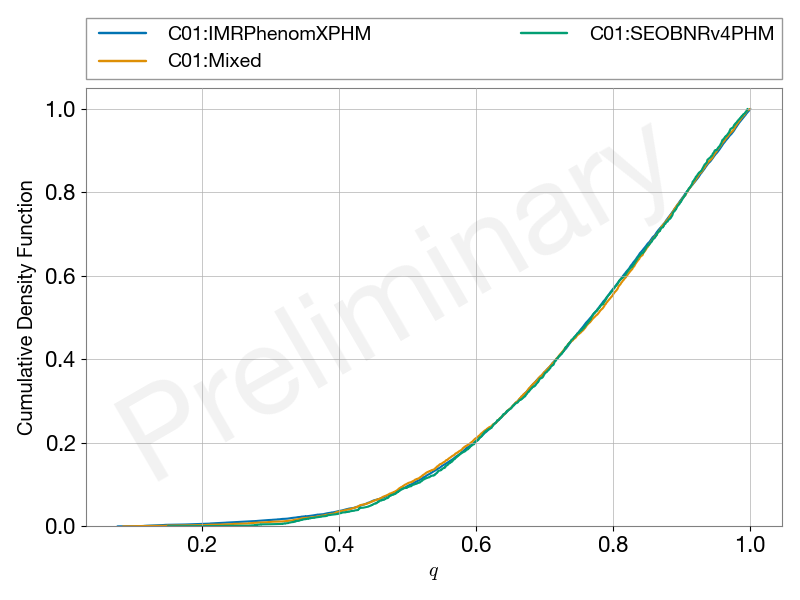 C01:IMRPhenomXPHM
C01:Mixed
C01:SEOBNRv4PHM
Preliminary
Cumulative Density Function
1.0
0.8
0.6
0.4
0.2
0.0
0.2 0.4 0.6 0.8 1.0
q